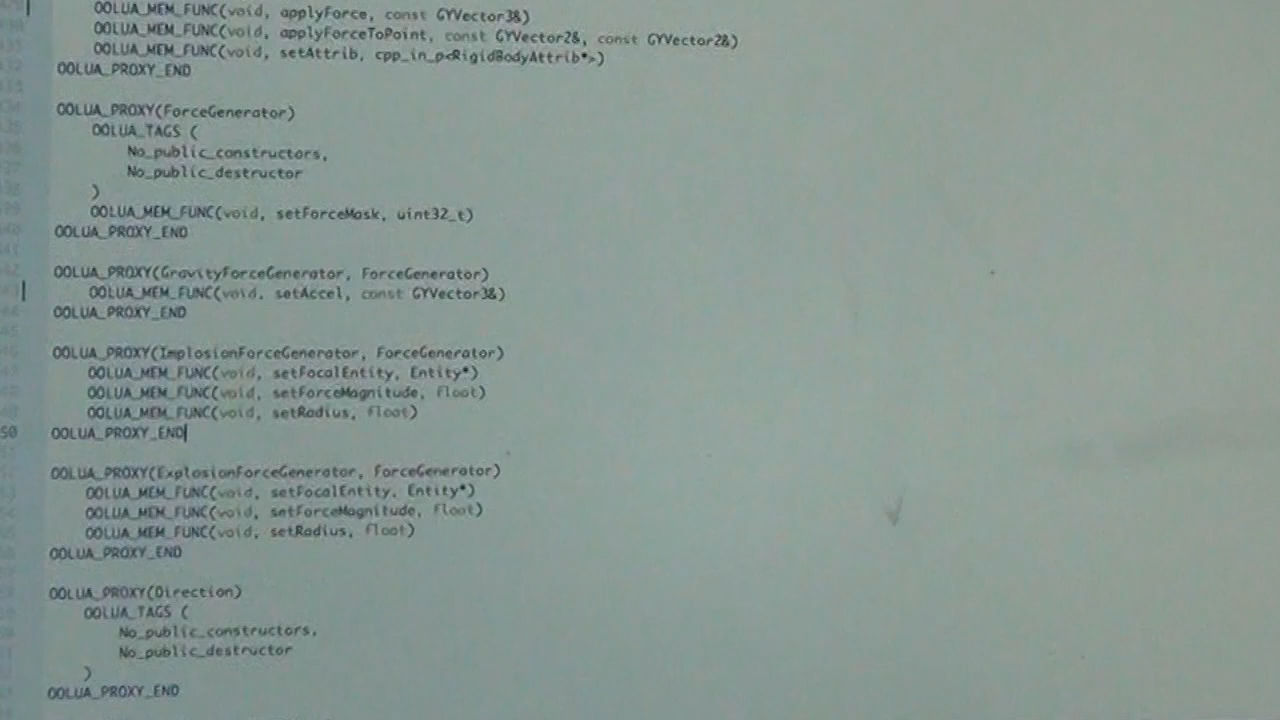 OOLUA_MEM_FUNC(void, applyForce, const GYVector3&)
OOLUA_MEM_FUNC(void, applyForceToPoint, const GYVector2&, const GYVector2&)
OOLUA_MEM_FUNC(void, setAttrib, cpp_in_p<RigidBodyAttrib*>)
OOLUA_PROXY_END
OOLUA_PROXY(ForceGenerator)
OOLUA_TAGS (
No_public_constructors,
No_public_destructor
)
OOLUA_MEM_FUNC(void, setForceMask, uint32_t)
OOLUA_PROXY_END
OOLUA_PROXY(GravityForceGenerator, ForceGenerator)
OOLUA_MEM_FUNC(void, setAccel, const GYVector3&)
OOLUA_PROXY_END
OOLUA_PROXY(ImplosionForceGenerator, ForceGenerator)
OOLUA_MEM_FUNC(void, setFocalEntity, Entity*)
OOLUA_MEM_FUNC(void, setForceMagnitude, float)
OOLUA_MEM_FUNC(void, setRadius, float)
50 OOLUA_PROXY_END
OOLUA_PROXY(ExplosionForceGenerator, ForceGenerator)
OOLUA_MEM_FUNC(void, setFocalEntity, Entity*)
OOLUA_MEM_FUNC(void, setForceMagnitude, float)
OOLUA_MEM_FUNC(void, setRadius, float)
OOLUA_PROXY_END
OOLUA_PROXY(Direction)
OOLUA_TAGS (
No_public_constructors,
No_public_destructor
)
OOLUA_PROXY_END